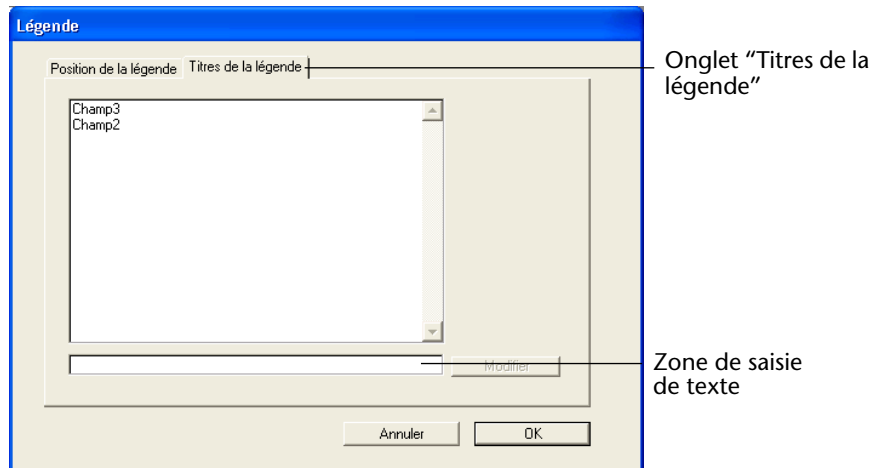 Légende
Position de la légende Titres de la légende
Onglet “Titres de la
légende”
Champ3
Champ2
Modifier
Zone de saisie
de texte
Annuler OK